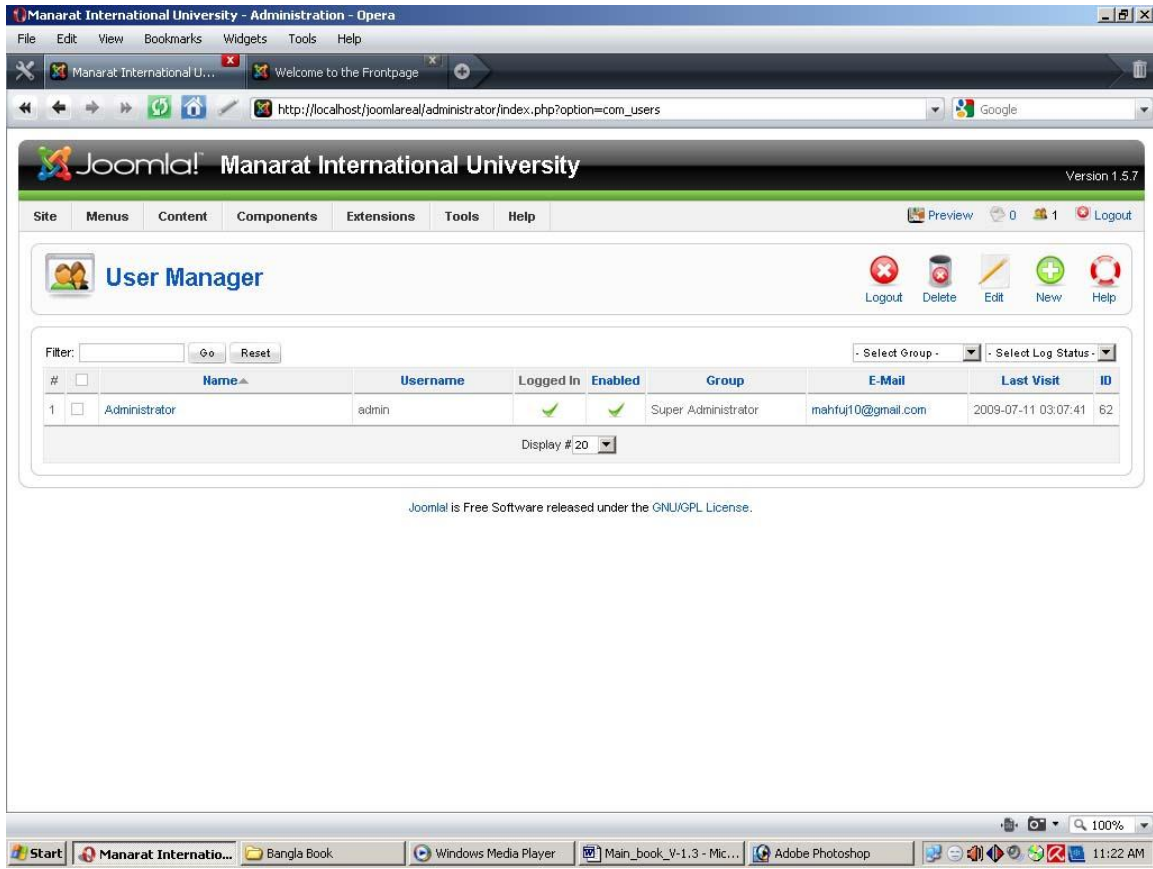 Manarat International University - Administration - Opera
File Edit View Bookmarks Widgets Tools Help
Manarat International U... Welcome to the Frontpage
http://localhost/joomlareal/administrator/index.php?option=com_users Google
Joomla! Manarat International University
Version 1.5.7
Site Menus Content Components Extensions Tools Help Preview 0 1 Logout
User Manager
Logout Delete Edit New Help
Filter: Go Reset - Select Group - - Select Log Status -
# Name Username Logged In Enabled Group E-Mail Last Visit ID
1 Administrator admin Super Administrator mahfuj10@gmail.com 2009-07-11 03:07:41 62
Display # 20
Joomla! is Free Software released under the GNU/GPL License.
100%
Start Manarat Internatio... Bangla Book Windows Media Player Main_book_V-1.3 - Mic... Adobe Photoshop 11:22 AM